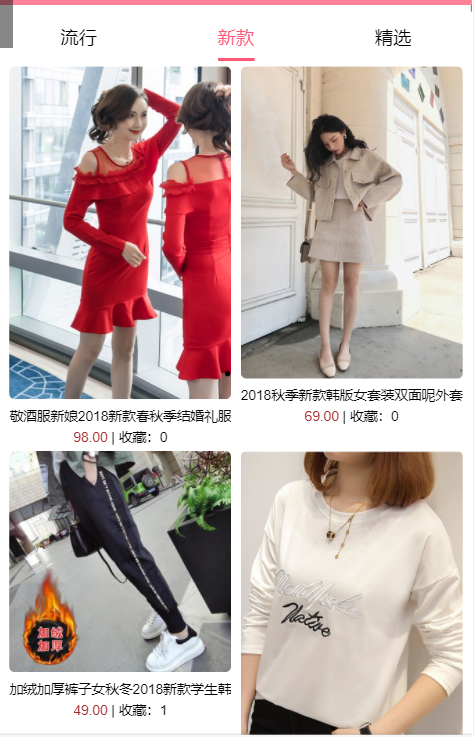 流行
新款
精选
敬酒服新娘2018新款春秋季结婚礼服
98.00 | 收藏：0
2018秋季新款韩版女套装双面呢外套
69.00 | 收藏：0
加绒
加厚
加绒加厚裤子女秋冬2018新款学生韩
49.00 | 收藏：1
Native